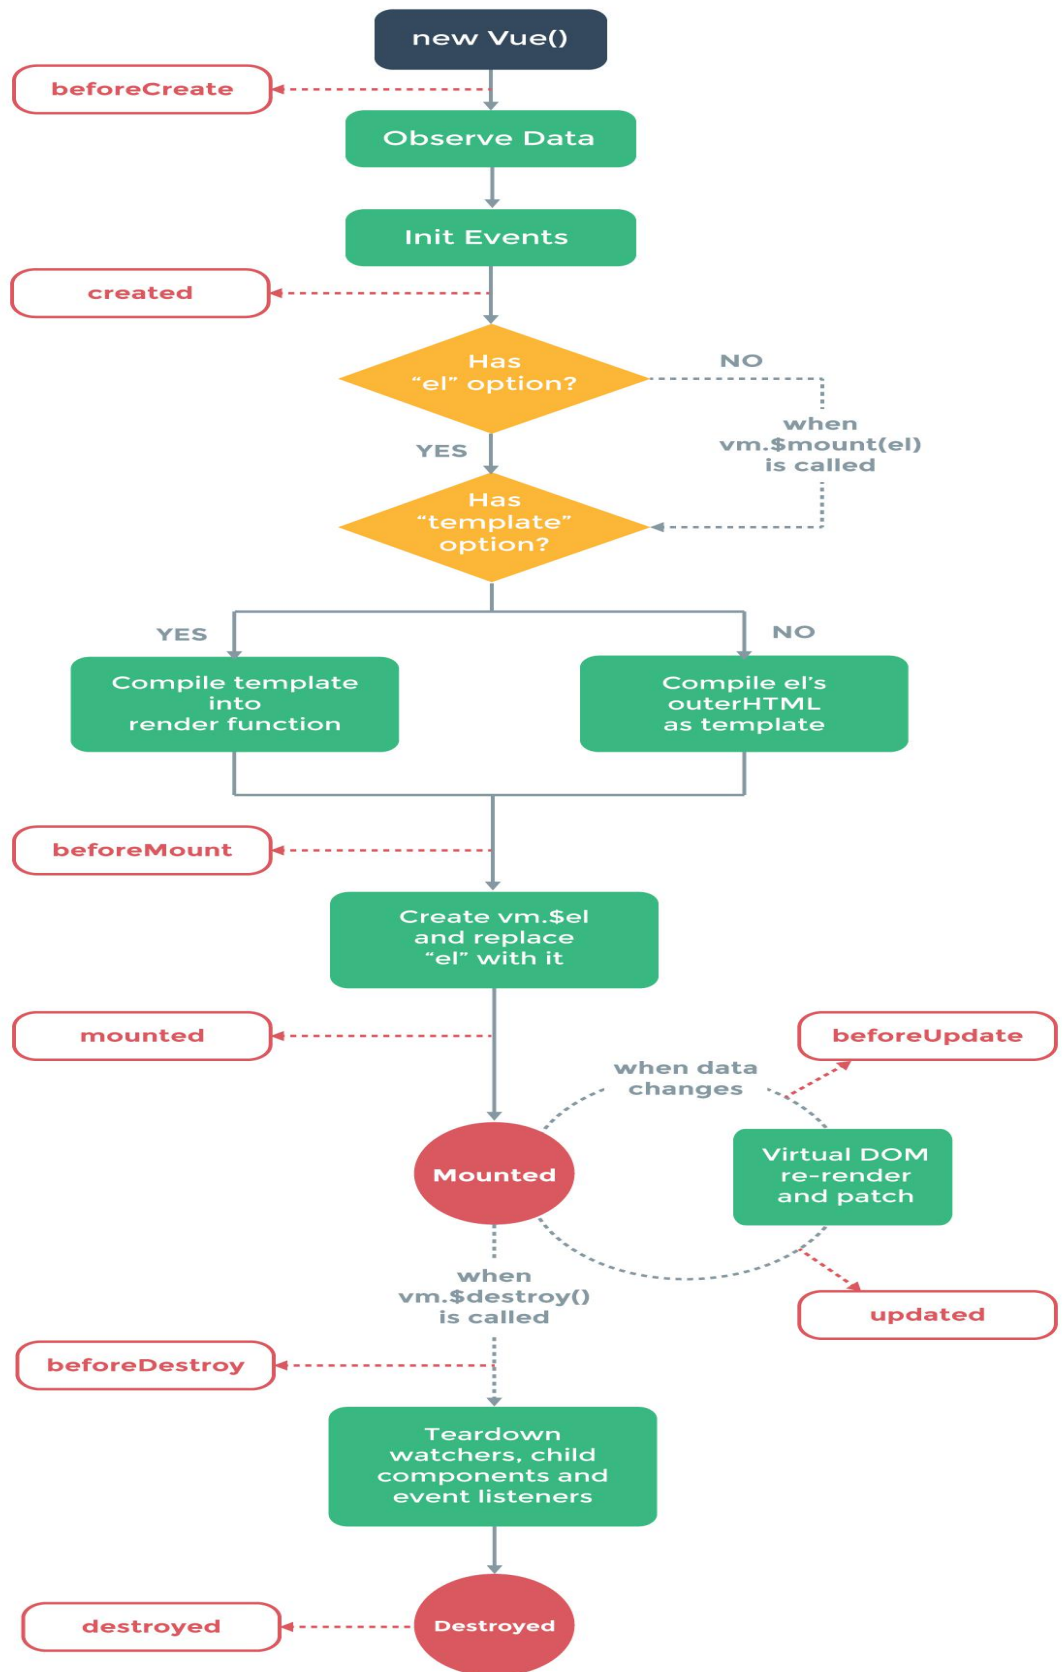 new Vue()
beforeCreate
Observe Data
Init Events
created
Has
“el” option?
NO
when
vm.$mount(el)
is called
YES
Has
“template”
option?
YES
NO
Compile template
into
render function
Compile el’s
outerHTML
as template
beforeMount
Create vm.$el
and replace
“el” with it
mounted
beforeUpdate
when data
changes
Mounted
Virtual DOM
re-render
and patch
when
vm.$destroy()
is called
updated
beforeDestroy
Teardown
watchers, child
components and
event listeners
destroyed
Destroyed